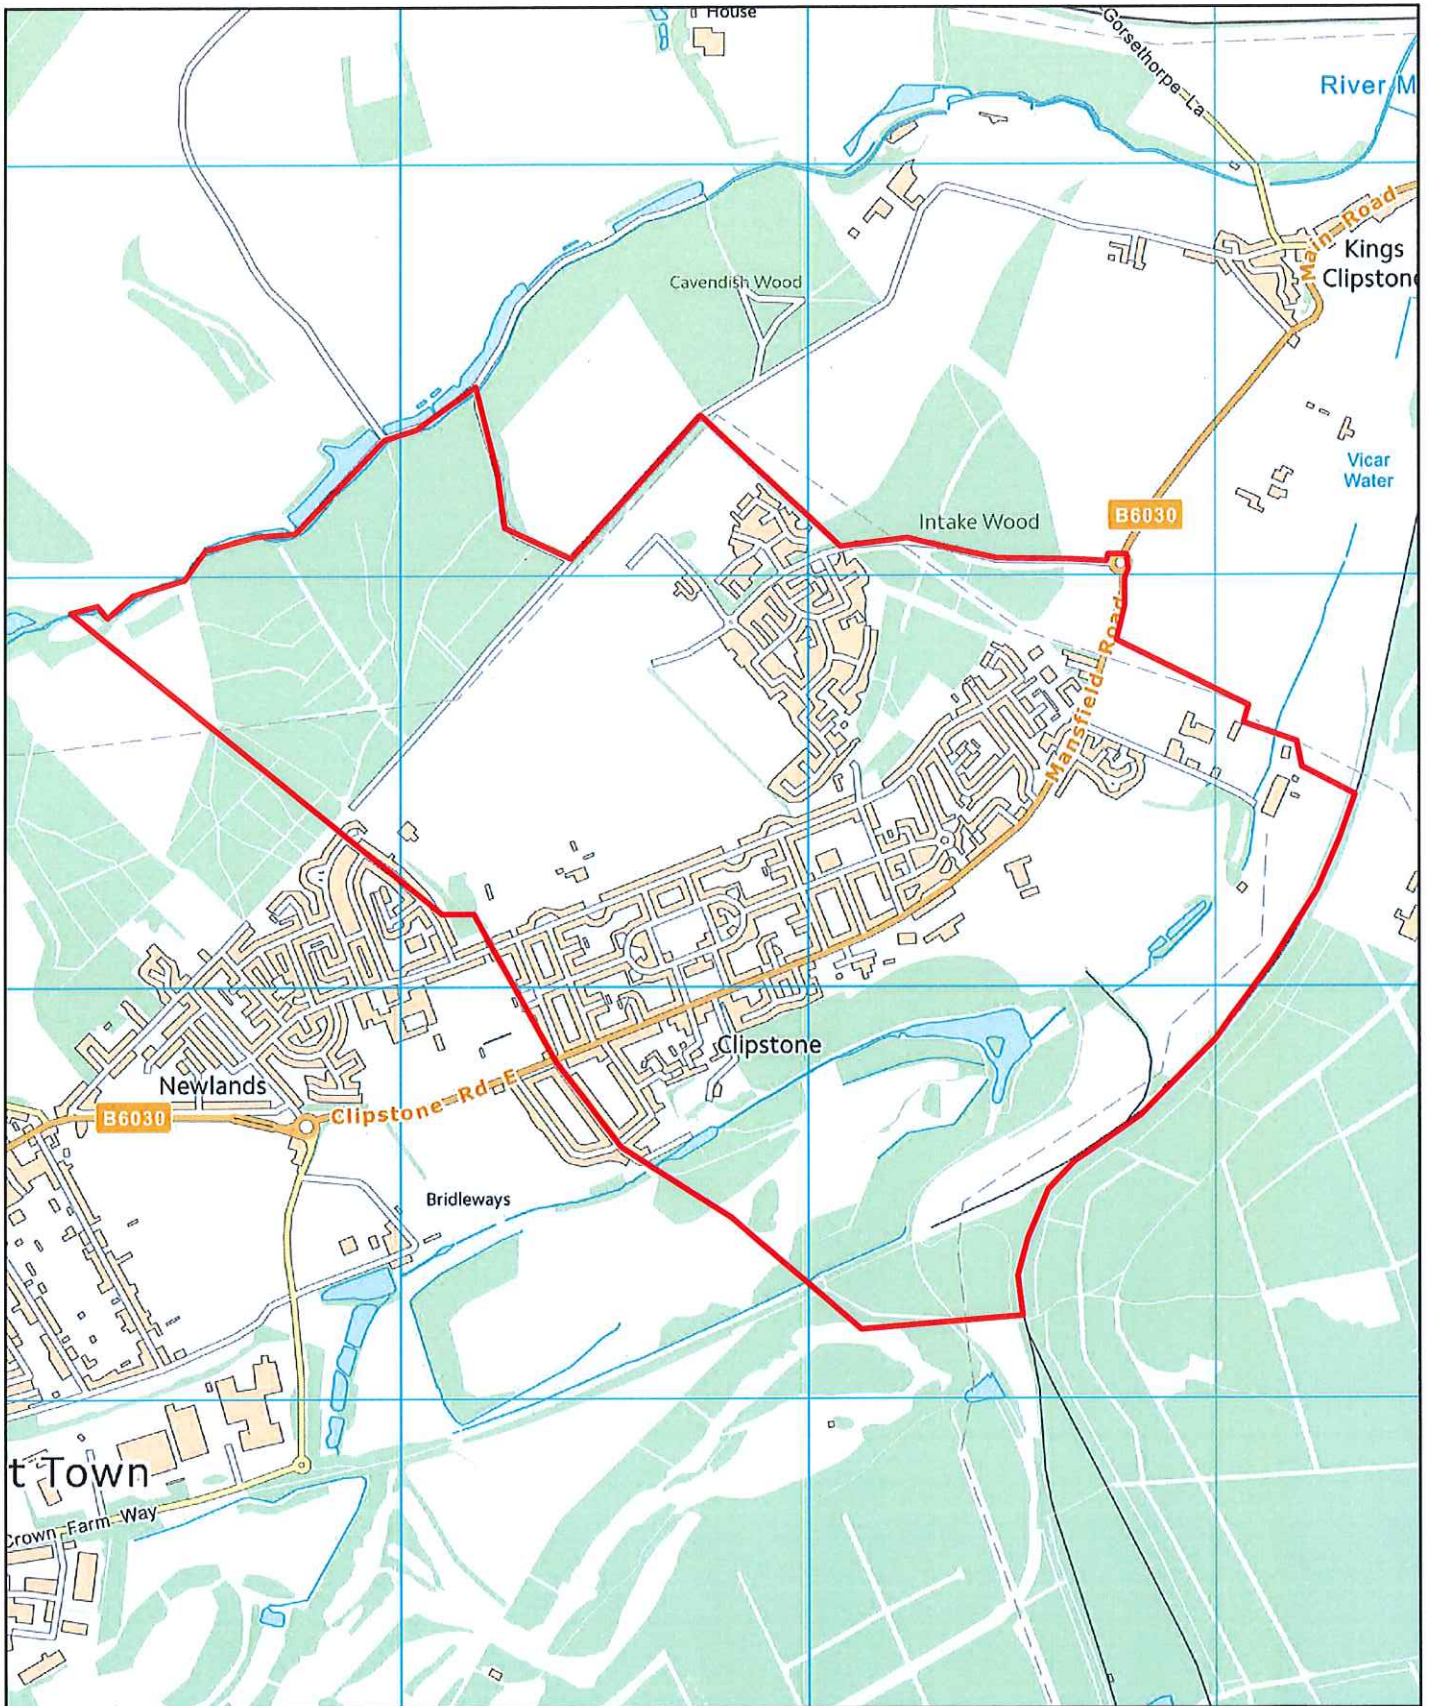 House
Gorsethorpe La
River M
Main Road
Kings
Clipstone
Cavendish Wood
Vicar
Water
Intake Wood
B6030
Mansfield Road
Clipstone
Newlands
B6030
Clipstone Rd E
Bridleways
t Town
Crown Farm Way